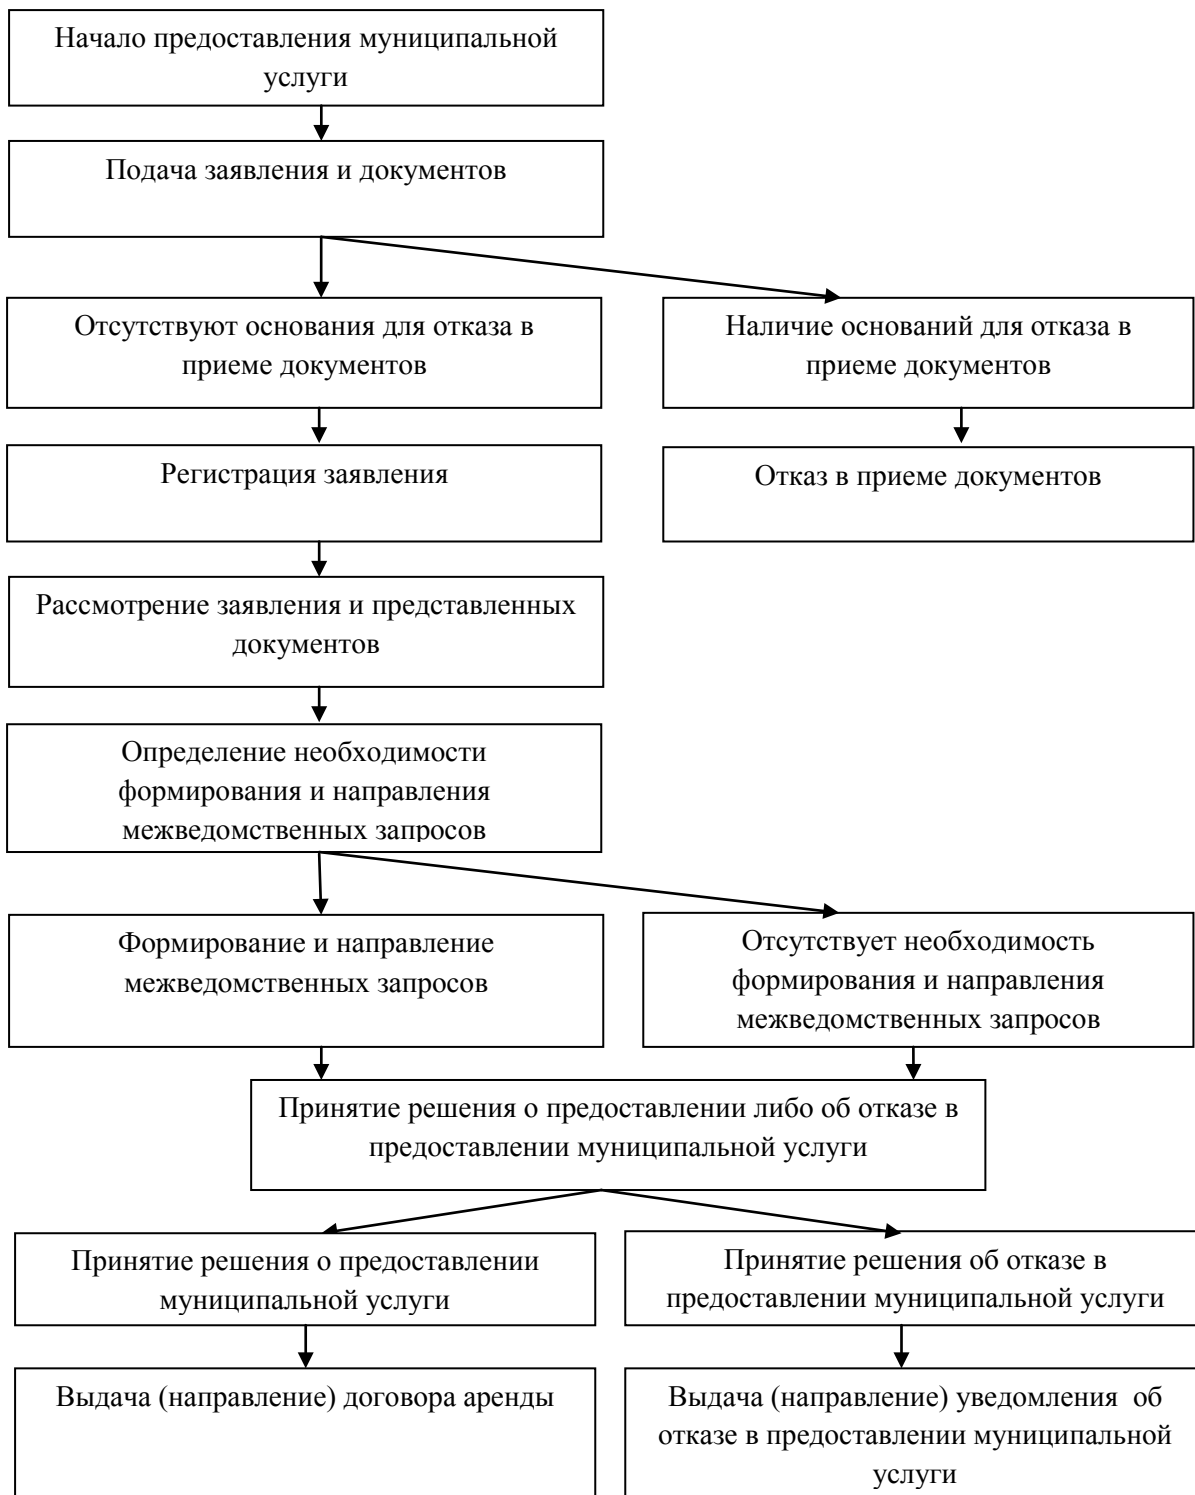 Начало предоставления муниципальной
услуги
Подача заявления и документов
Отсутствуют основания для отказа в
приеме документов
Наличие оснований для отказа в
приеме документов
Регистрация заявления
Отказ в приеме документов
Рассмотрение заявления и представленных
документов
Определение необходимости
формирования и направления
межведомственных запросов
Формирование и направление
межведомственных запросов
Отсутствует необходимость
формирования и направления
межведомственных запросов
Принятие решения о предоставлении либо об отказе в
предоставлении муниципальной услуги
Принятие решения о предоставлении
муниципальной услуги
Принятие решения об отказе в
предоставлении муниципальной услуги
Выдача (направление) договора аренды
Выдача (направление) уведомления  об
отказе в предоставлении муниципальной
услуги